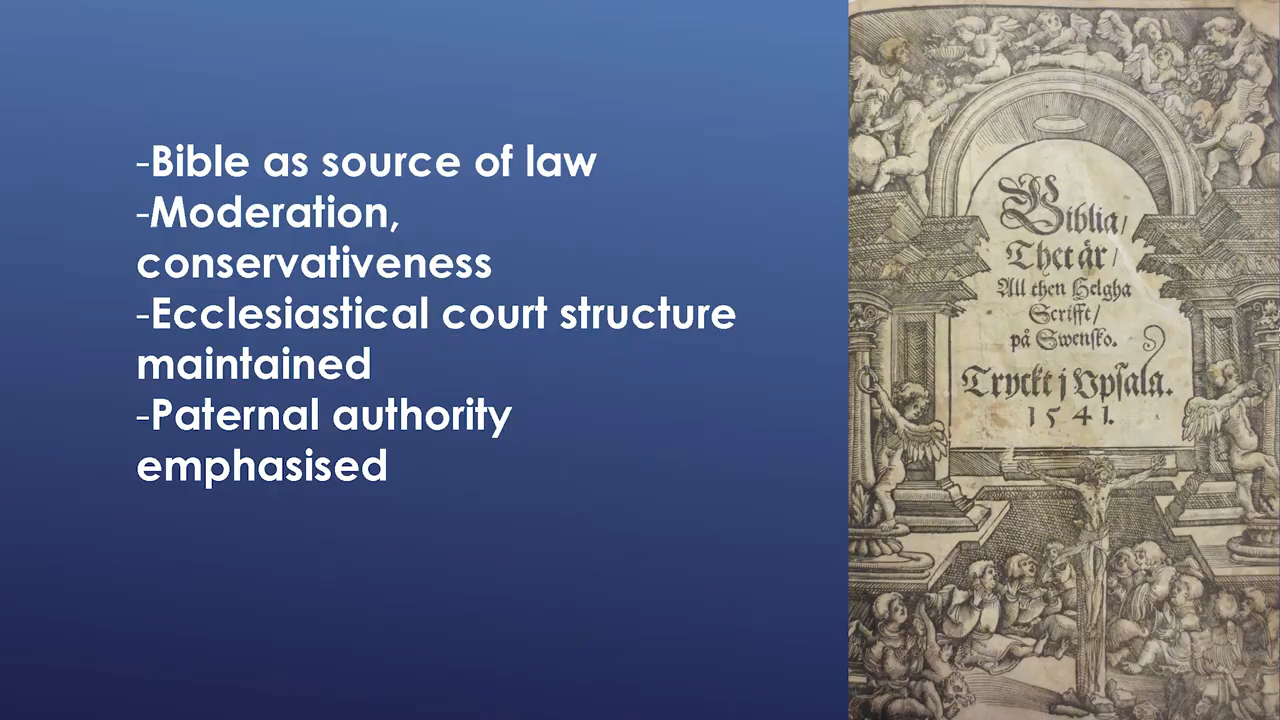 -Bible as source of law
-Moderation,
conservativeness
-Ecclesiastical court structure
maintained
-Paternal authority
emphasised
Biblia/
Thet är/
All then Helgha
Scrifft/
på Swensko.
Tryckt j Vpsala.
1541.